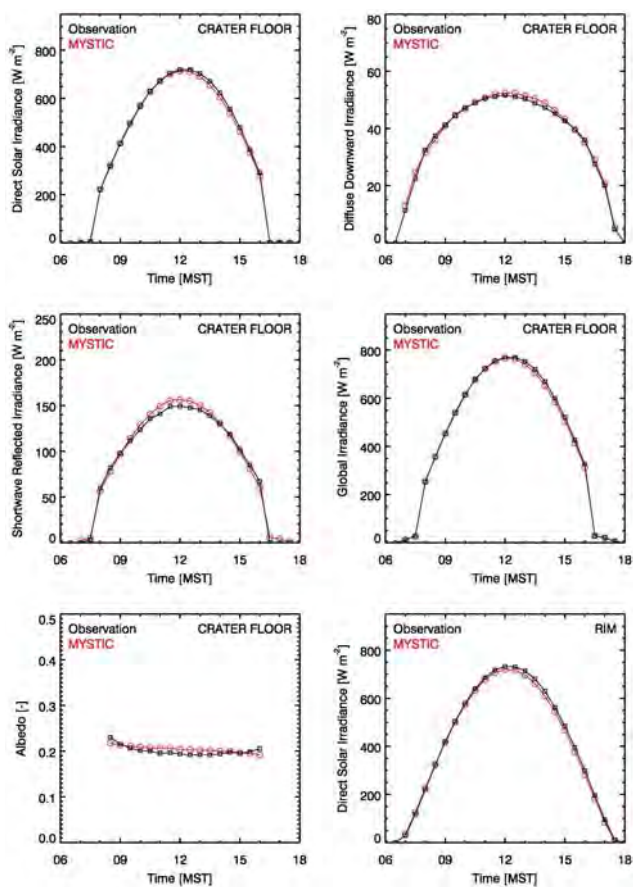 Observation CRATER FLOOR
MYSTIC
Direct Solar Irradiance [W m-2]
800
600
400
200
0
06 09 12 15 18
Time [MST]
Observation CRATER FLOOR
MYSTIC
Diffuse Downward Irradiance [W m-2]
80
60
40
20
0
06 09 12 15 18
Time [MST]
Observation CRATER FLOOR
MYSTIC
Shortwave Reflected Irradiance [W m-2]
250
200
150
100
50
0
06 09 12 15 18
Time [MST]
Observation CRATER FLOOR
MYSTIC
Global Irradiance [W m-2]
800
600
400
200
0
06 09 12 15 18
Time [MST]
Observation CRATER FLOOR
MYSTIC
Albedo [-]
0.5
0.4
0.3
0.2
0.1
0.0
06 09 12 15 18
Time [MST]
Observation RIM
MYSTIC
Direct Solar Irradiance [W m-2]
800
600
400
200
0
06 09 12 15 18
Time [MST]